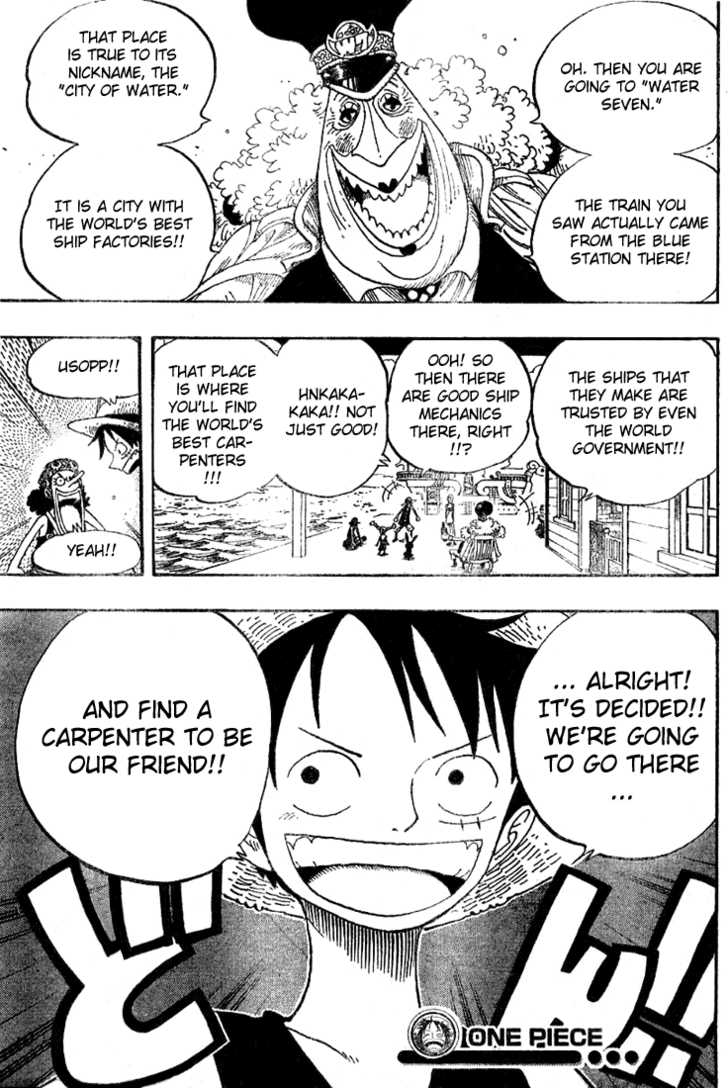 OH. THEN YOU ARE
GOING TO "WATER
SEVEN."
THE TRAIN YOU
SAW ACTUALLY CAME
FROM THE BLUE
STATION THERE!
THAT PLACE
IS TRUE TO ITS
NICKNAME, THE
"CITY OF WATER."
IT IS A CITY WITH
THE WORLD'S BEST
SHIP FACTORIES!!
THE SHIPS THAT
THEY MAKE ARE
TRUSTED BY EVEN
THE WORLD
GOVERNMENT!!
OOH! SO
THEN THERE
ARE GOOD SHIP
MECHANICS
THERE, RIGHT
!!?
HNKAKA-
KAKA!! NOT
JUST GOOD!
THAT PLACE
IS WHERE
YOU'LL FIND
THE WORLD'S
BEST CAR-
PENTERS
!!!
USOPP!!
YEAH!!
... ALRIGHT!
IT'S DECIDED!!
WE'RE GOING
TO GO THERE
...
AND FIND A
CARPENTER TO BE
OUR FRIEND!!
ど
ん
!!
ONE PIECE